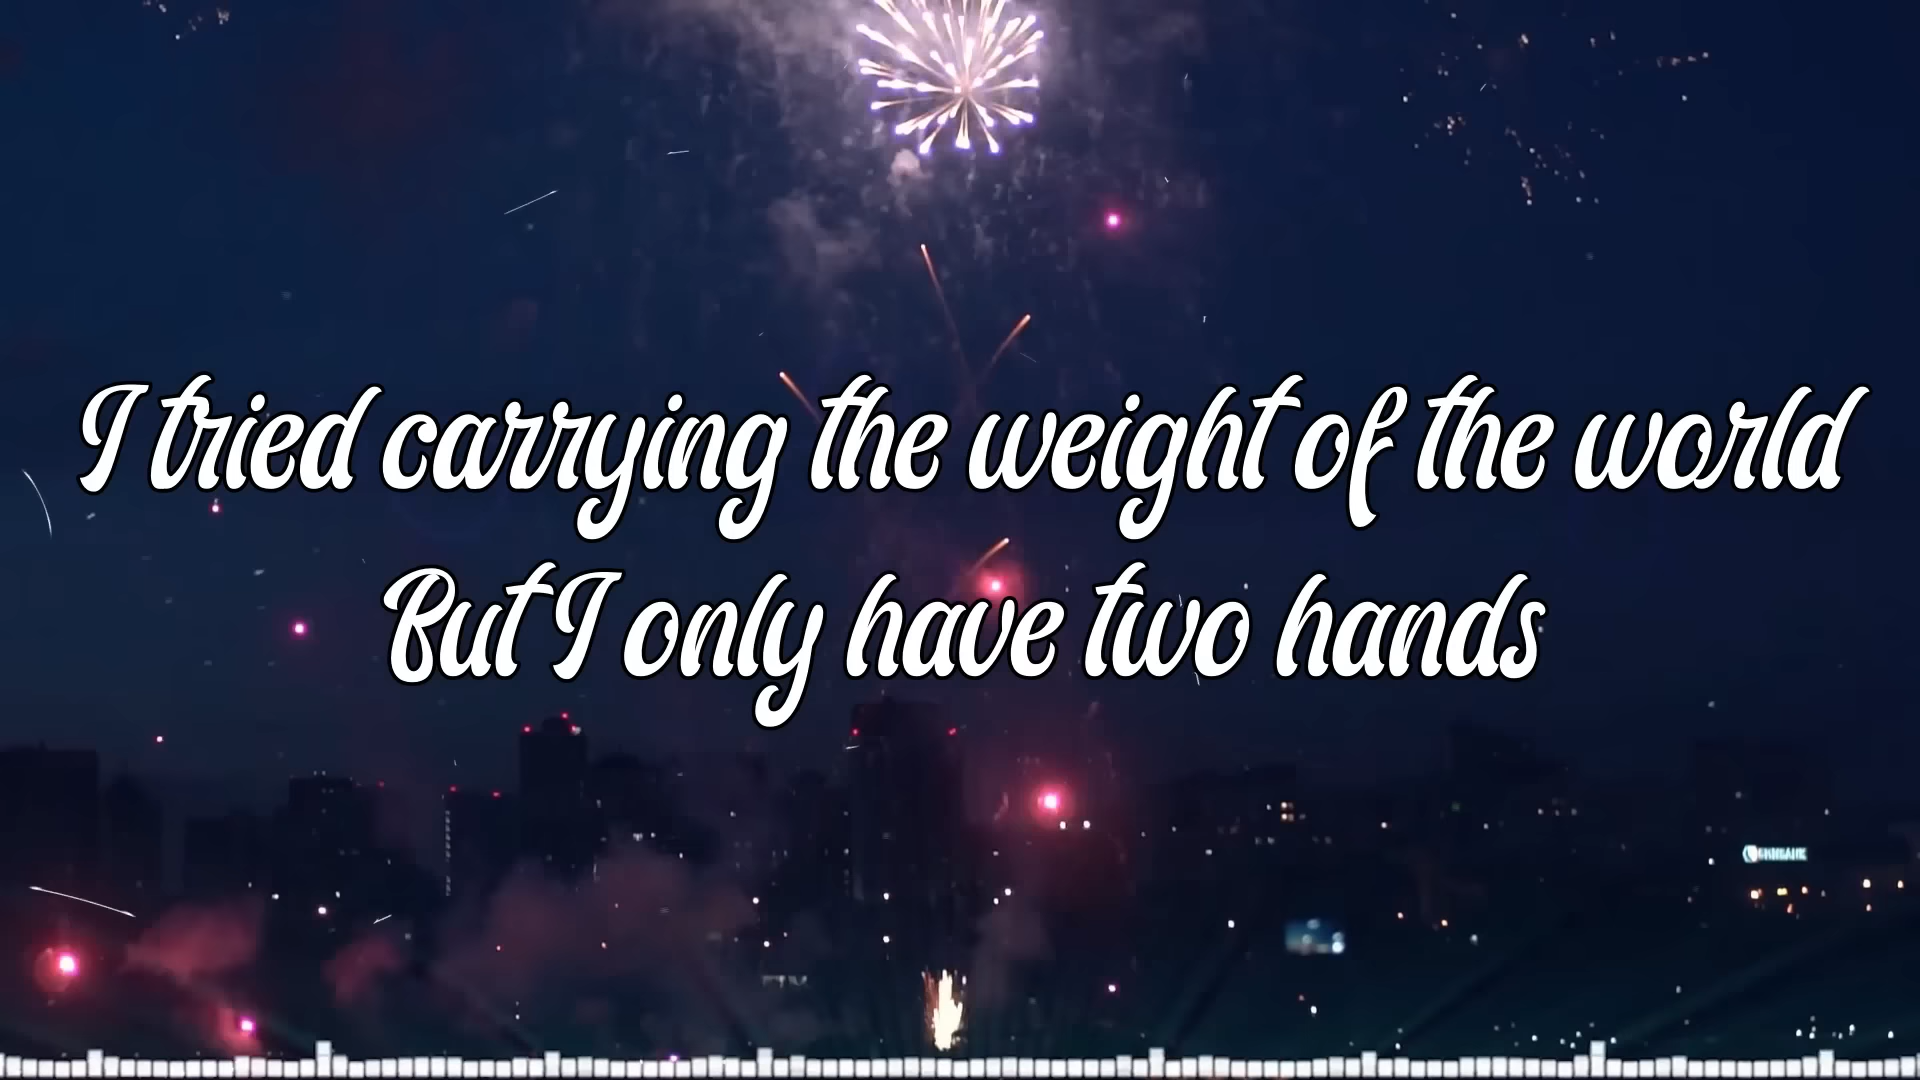 I tried carrying the weight of the world
But I only have two hands